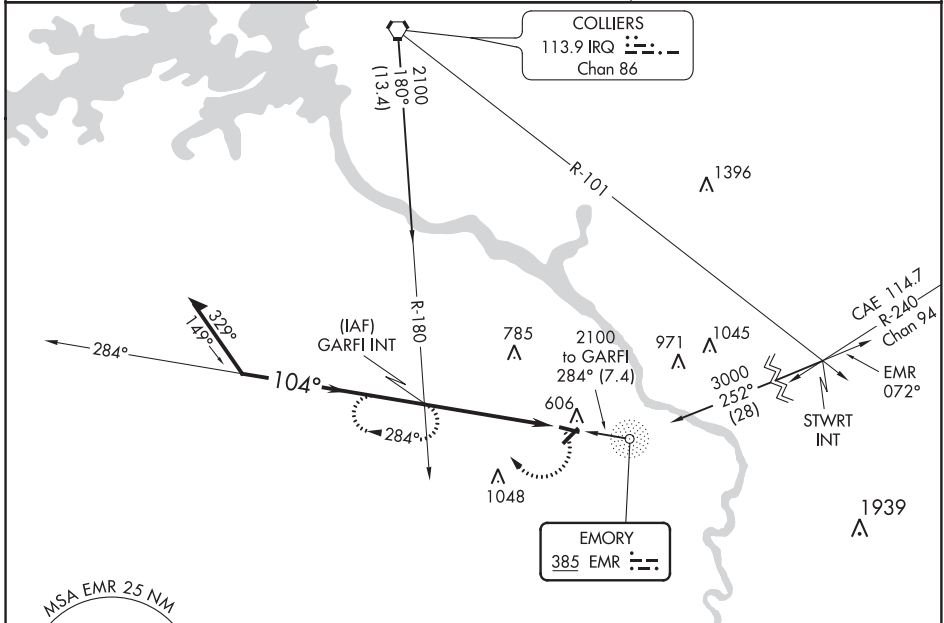 COLLIERS
113.9 IRQ
Chan 86
2100
180°
(13.4)
R-101
1396
R-180
CAE 114.7
R-240
Chan 94
329°
149°
(IAF)
GARFI INT
785
2100
to GARFI
284° (7.4)
971
1045
284°
104°
3000
252°
(28)
EMR
072°
606
STWRT
INT
284°
1048
EMORY
385 EMR
1939
MSA EMR 25 NM